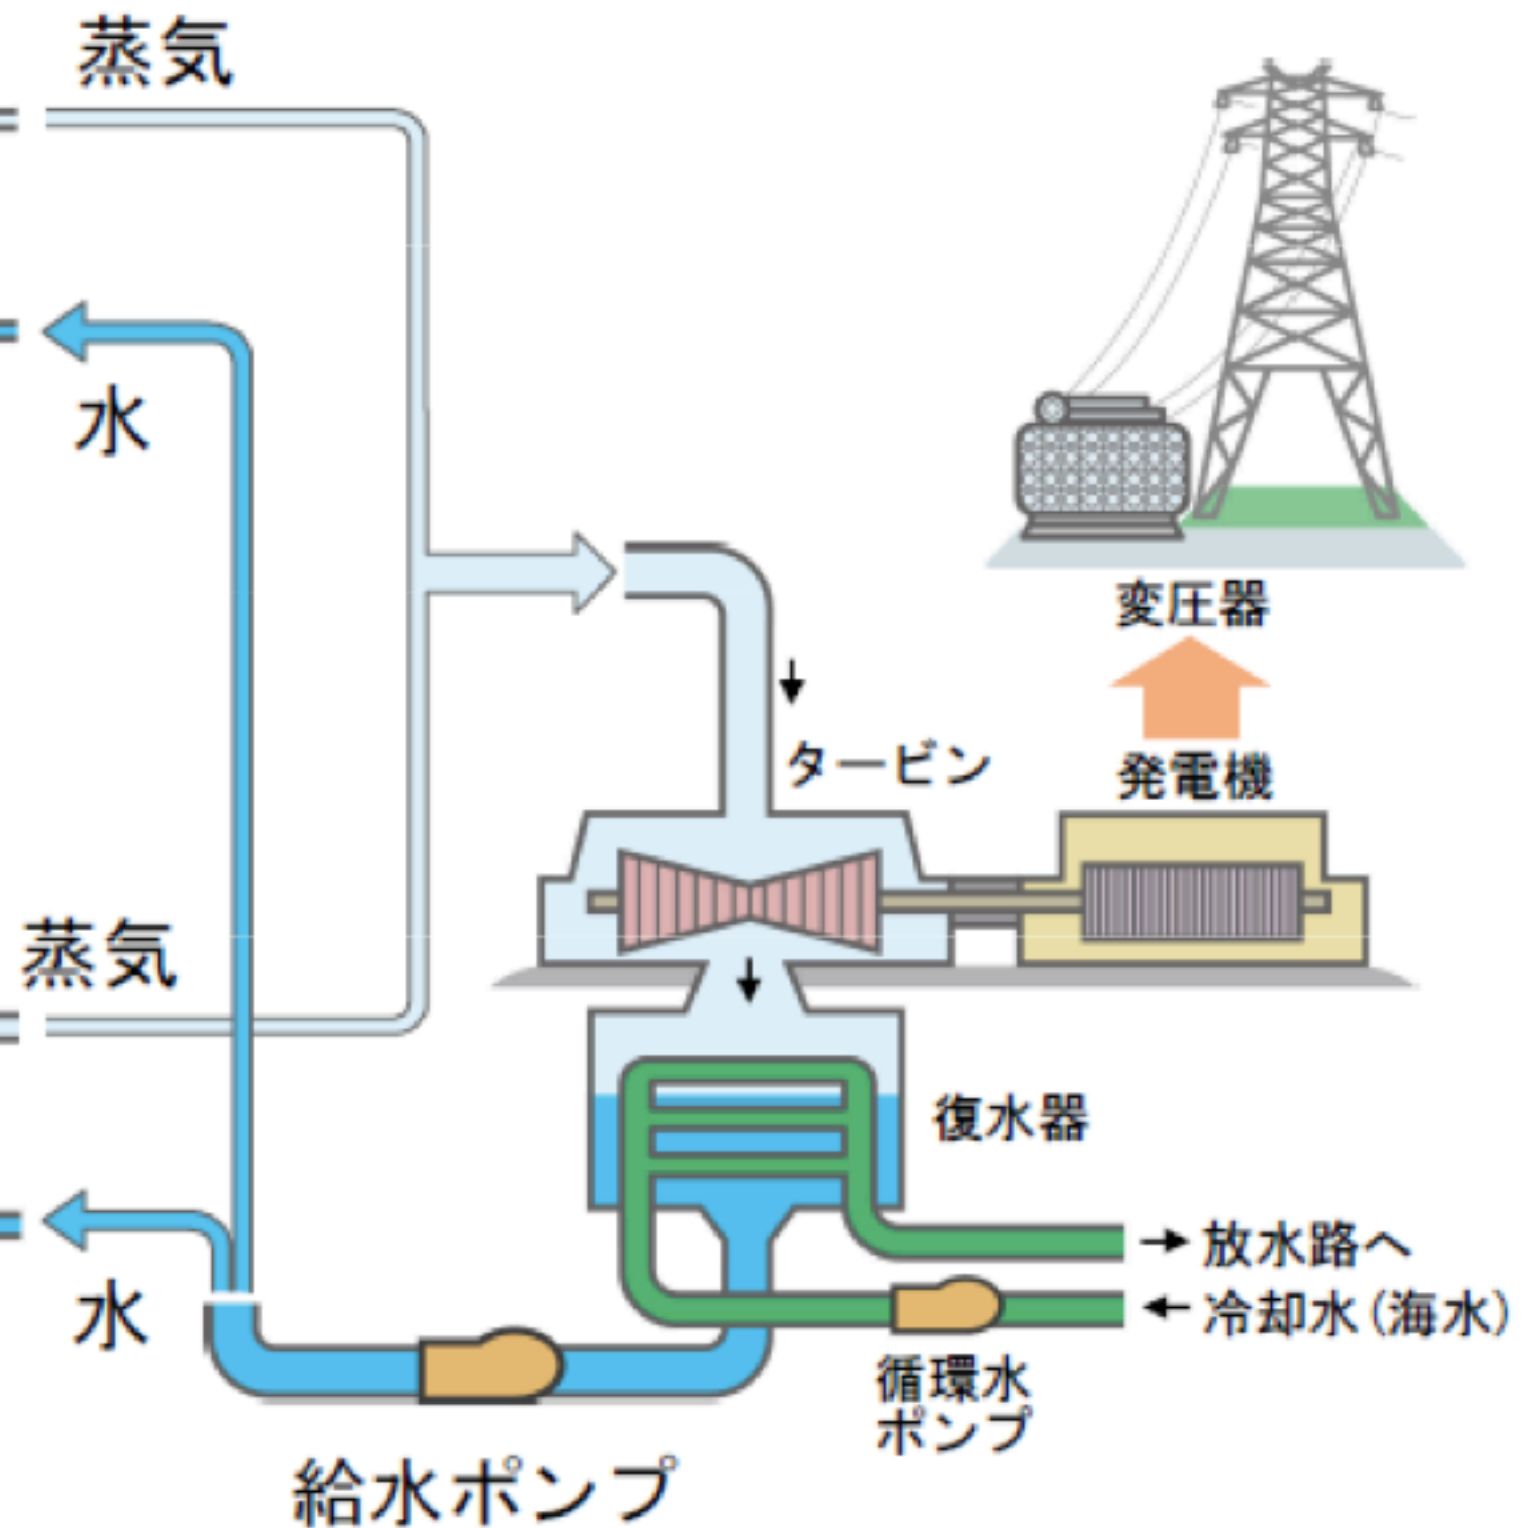 蒸気
水
変圧器
発電機
タービン
蒸気
復水器
放水路へ
冷却水(海水)
水
循環水
ポンプ
給水ポンプ